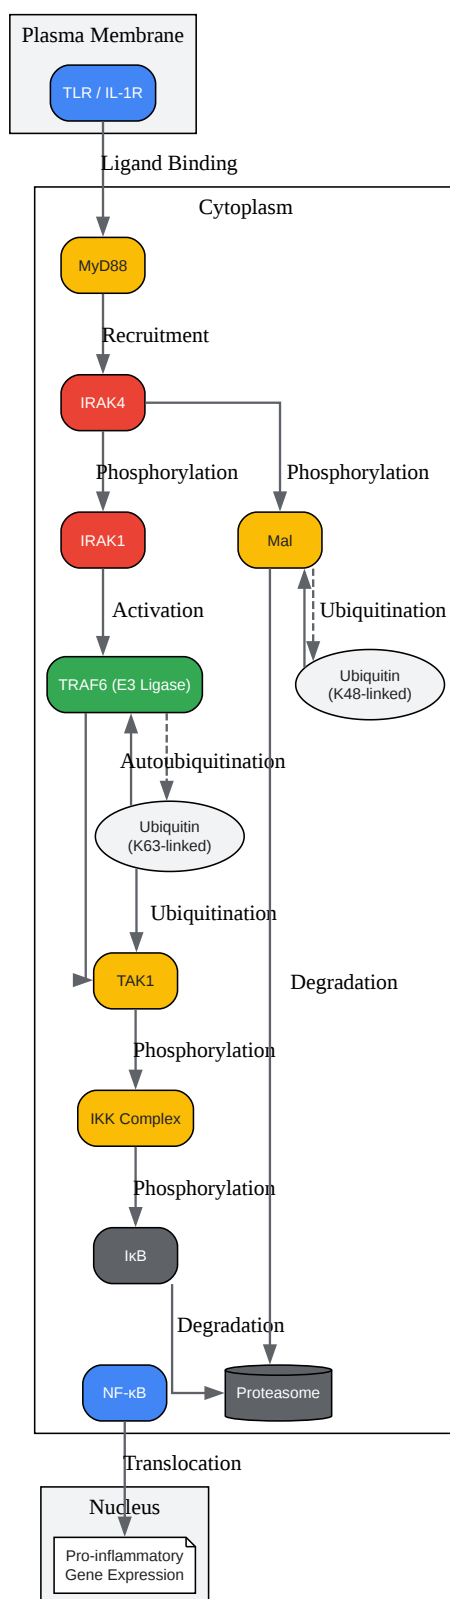 Plasma Membrane
TLR / IL-1R
Ligand Binding
Cytoplasm
MyD88
Recruitment
IRAK4
Phosphorylation
Phosphorylation
IRAK1
Mal
Activation
Ubiquitination
TRAF6 (E3 Ligase)
Ubiquitin
(K48-linked)
Autoubiquitination
Ubiquitin
(K63-linked)
Ubiquitination
TAK1
Degradation
Phosphorylation
IKK Complex
Phosphorylation
IκB
Degradation
NF-κB
Proteasome
Translocation
Nucleus
Pro-inflammatory
Gene Expression